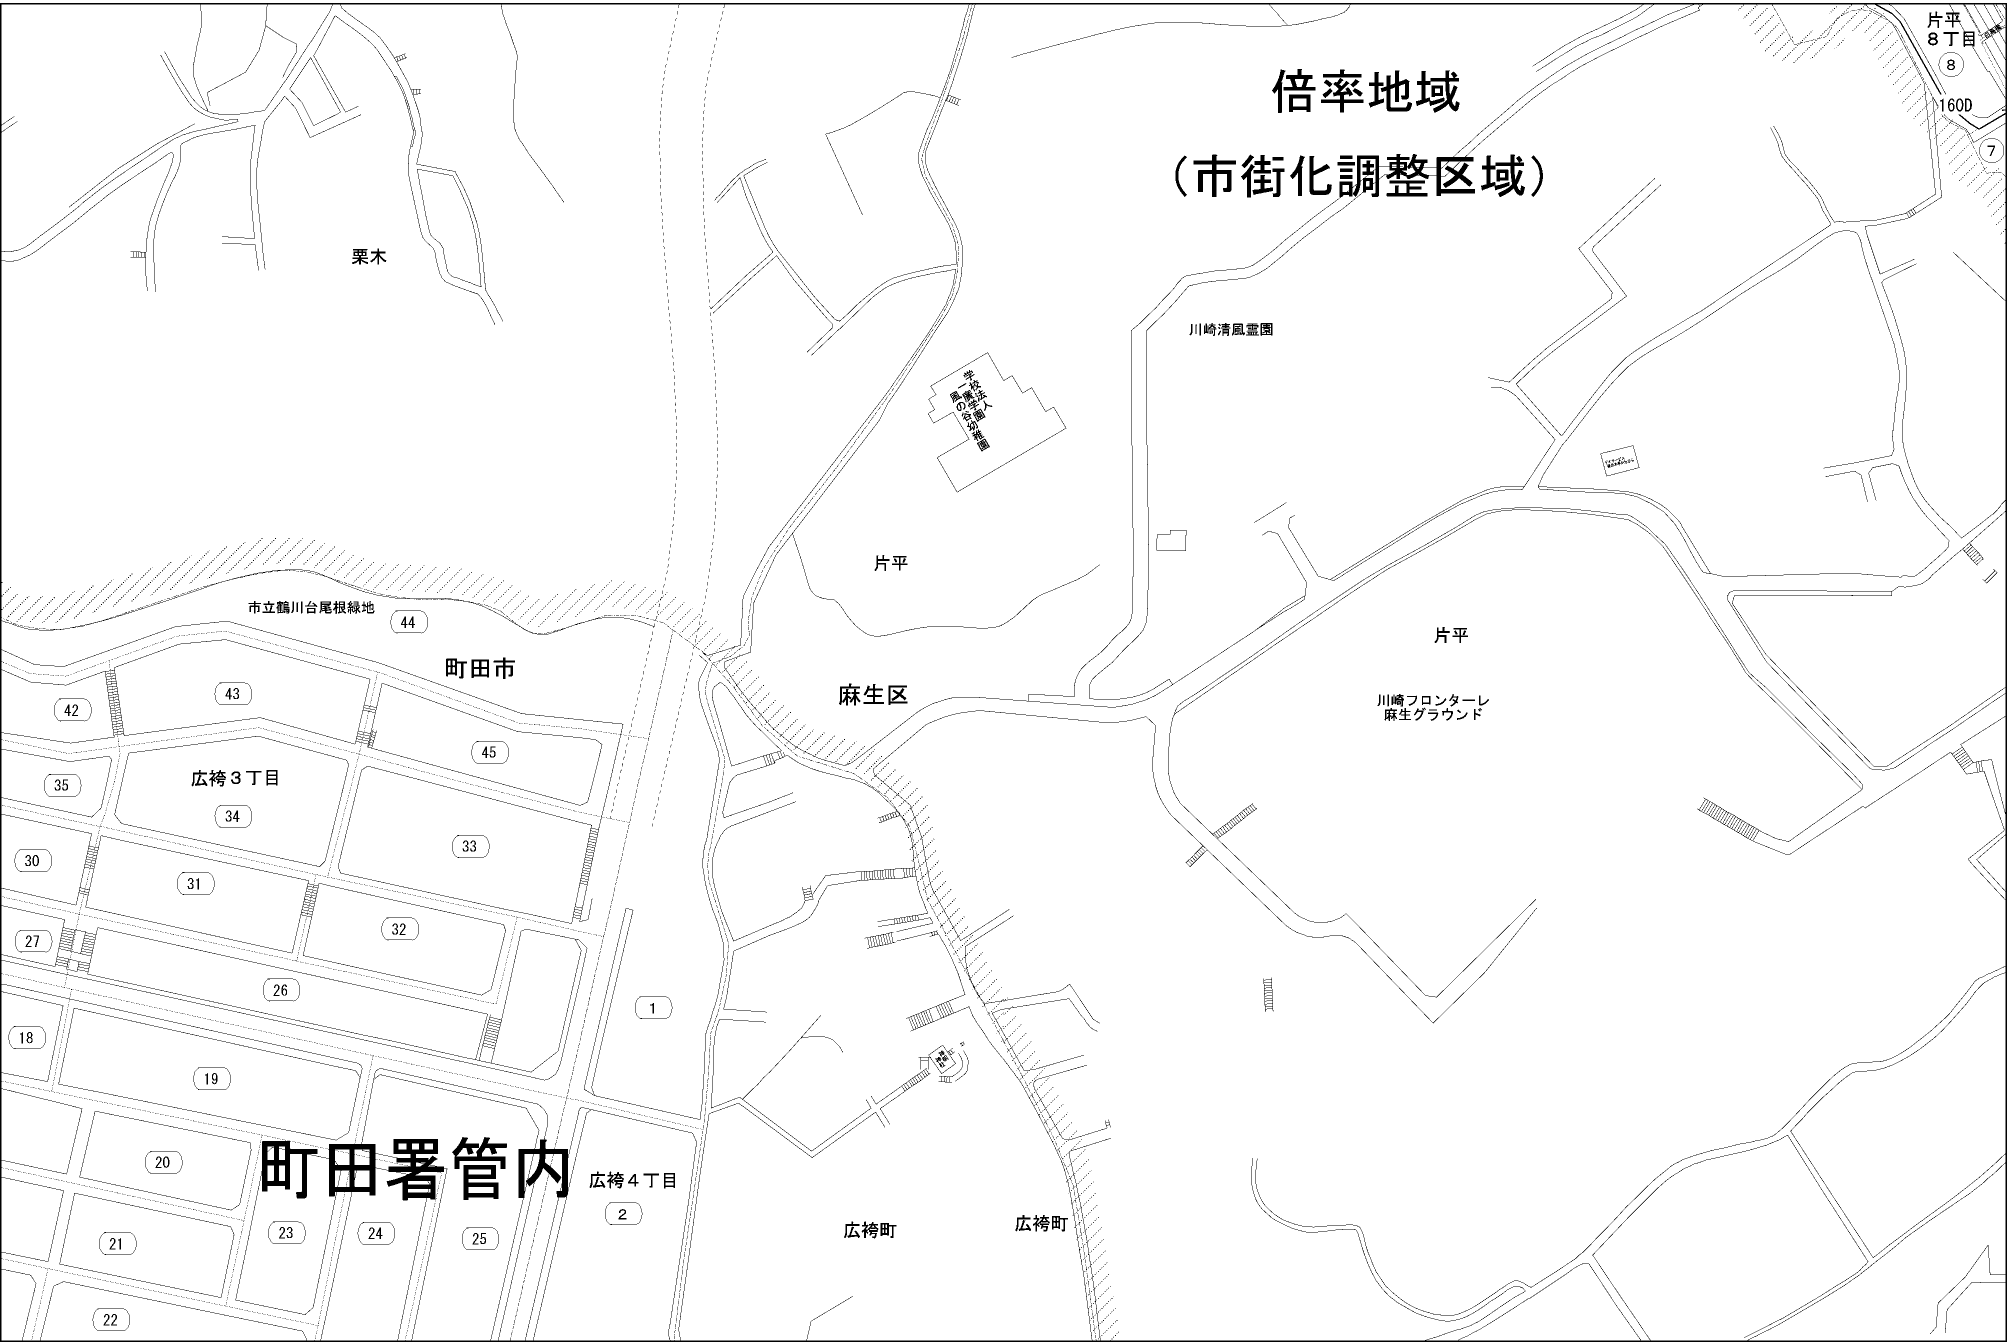 片平
8丁目
8
160D
7
倍率地域
（市街化調整区域）
栗木
川崎清風霊園
学校法人
一廣学園
風の谷幼稚園
片平
市立鶴川台尾根緑地
44
町田市
麻生区
片平
川崎フロンターレ
麻生グラウンド
42
43
45
35
広袴3丁目
34
33
30
31
32
27
26
1
18
19
20
町田署管内
広袴4丁目
2
21
23
24
25
広袴町
広袴町
22